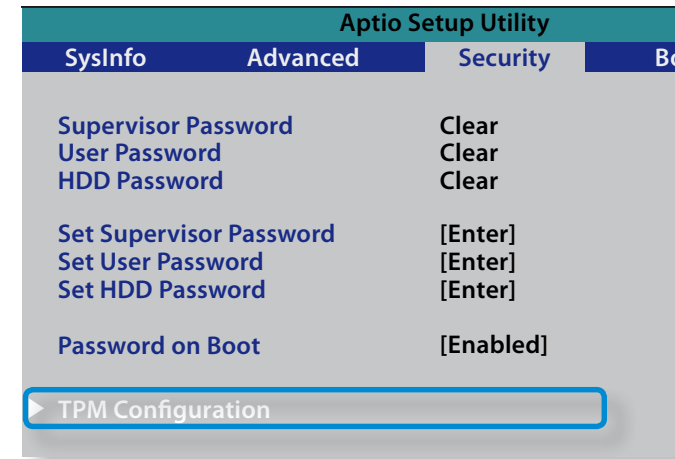 Aptio Setup Utility
SysInfo Advanced Security
Supervisor Password Clear
User Password Clear
HDD Password Clear
Set Supervisor Password [Enter]
Set User Password [Enter]
Set HDD Password [Enter]
Password on Boot [Enabled]
TPM Configuration